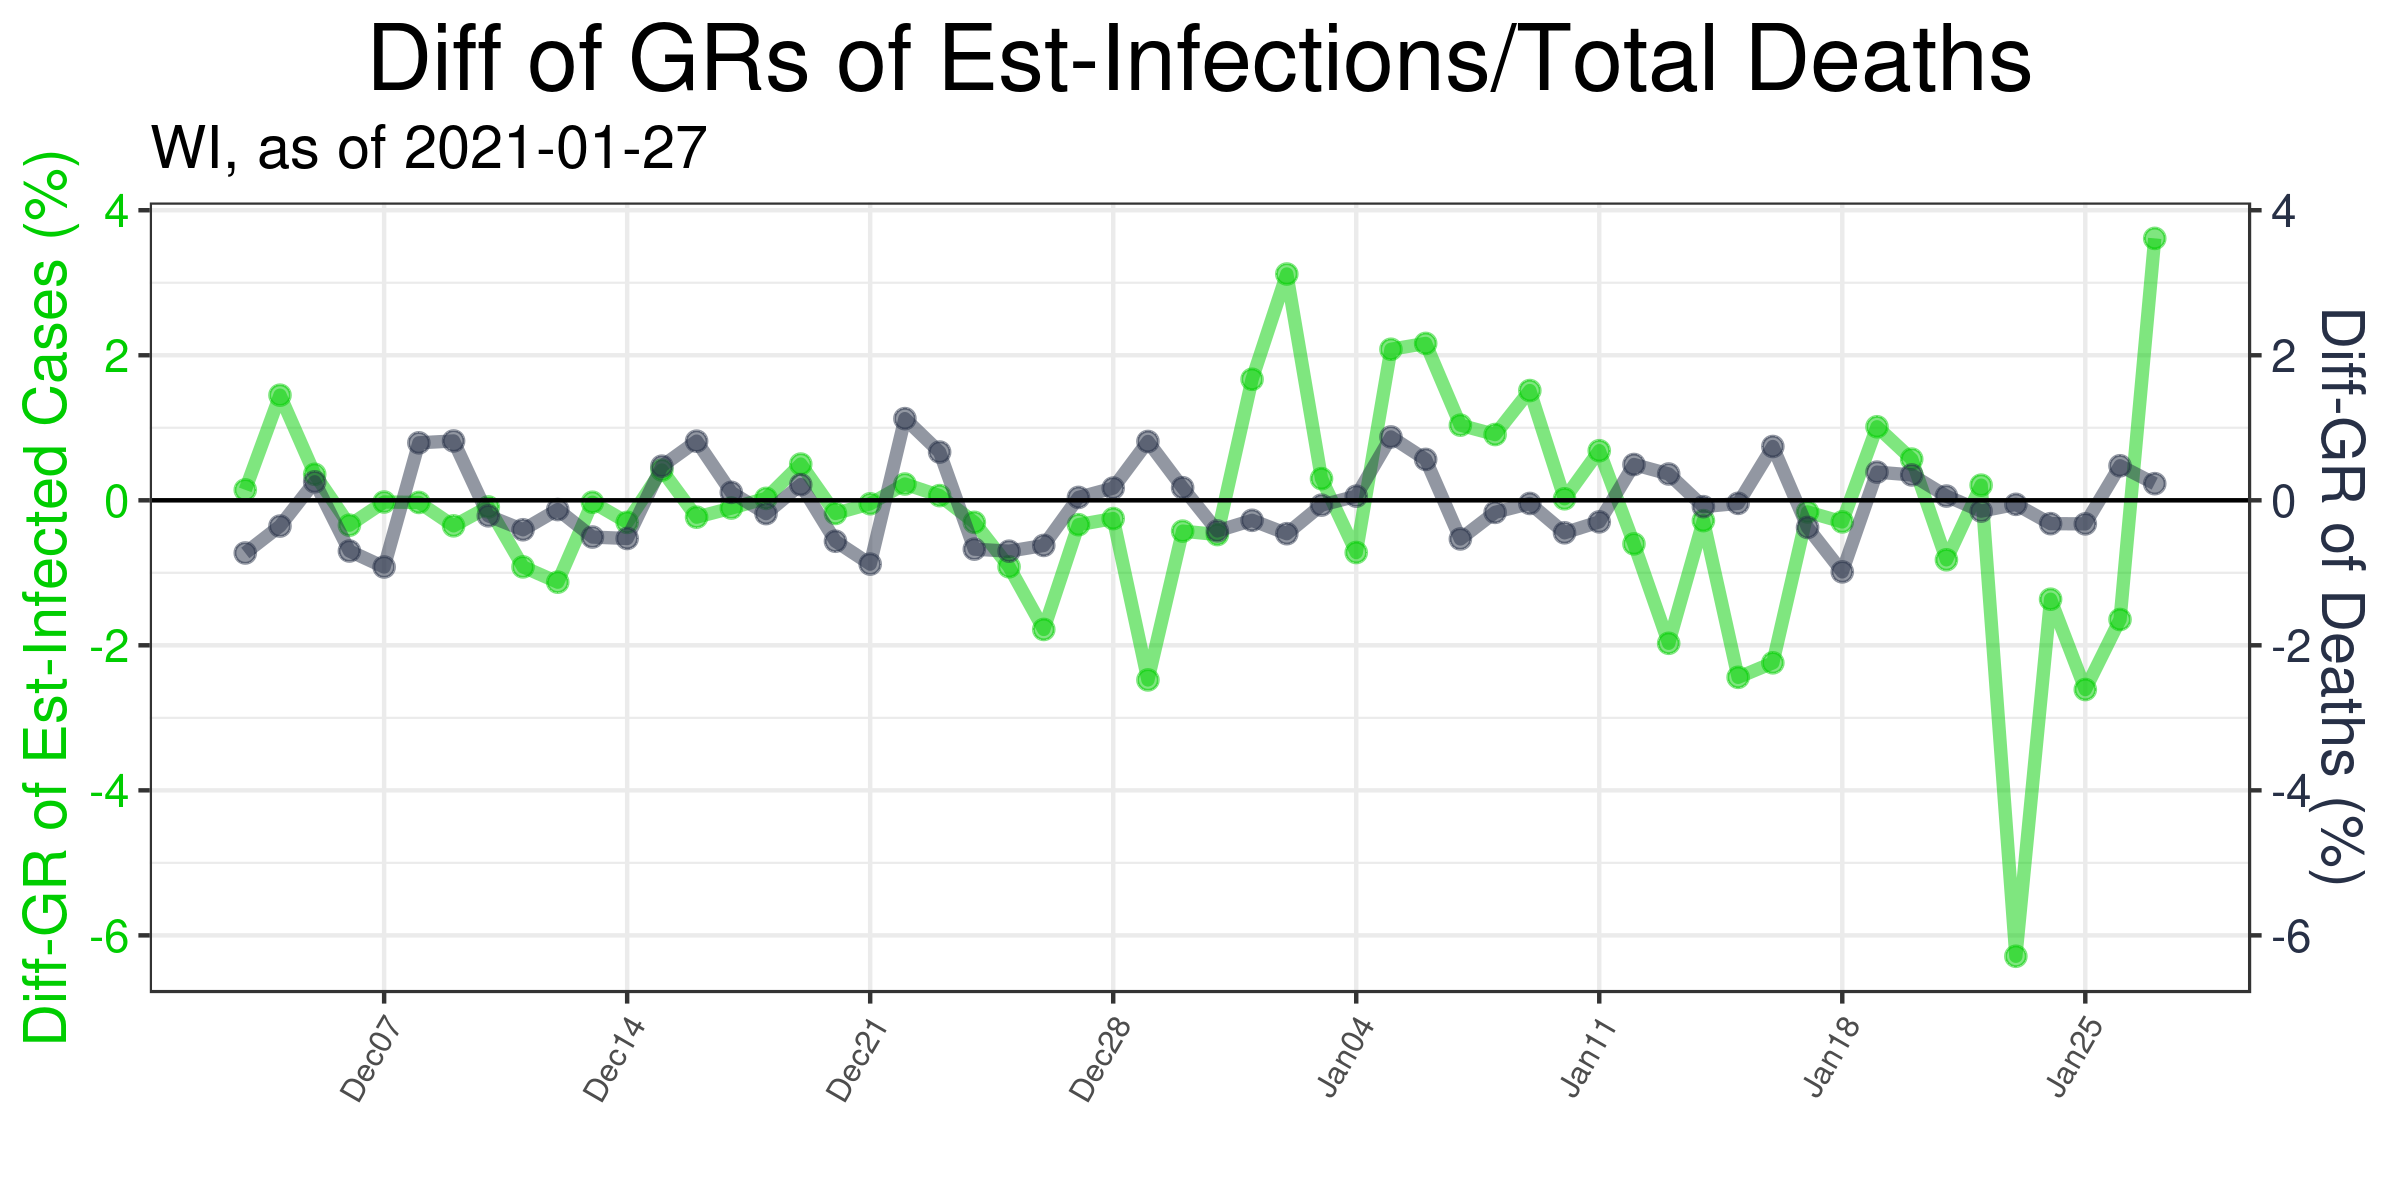 Diff of GRs of Est-Infections/Total Deaths
WI, as of 2021-01-27
Diff-GR of Est-Infected Cases (%)
4
2
0
-2
-4
-6
4
2
0
-2
-4
-6
Diff-GR of Deaths (%)
Dec07
Dec14
Dec21
Dec28
Jan04
Jan11
Jan18
Jan25